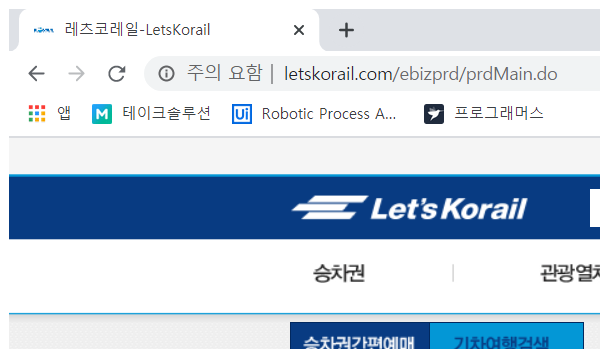 레츠코레일-LetsKorail
주의 요함 | letskorail.com/ebizprd/prdMain.do
앱 M 테이크솔루션 Ui Robotic Process A... 프로그래머스
Let's Korail
승차권 관광열차
승차권간편예매 기차여행검색